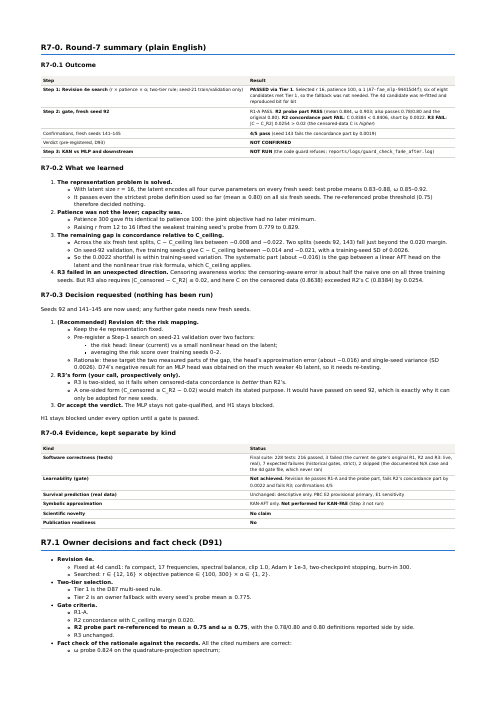 R7-0. Round-7 summary (plain English)
R7-0.1 Outcome
Step Result
Step 1: Revision 4e search (r × patience × α; two-tier rule; seed-21 train/validation only) PASSED via Tier 1. Selected r 16, patience 100, α 1
candidates met Tier 1, so the fallback was not needed. The 4d candidate was re-fitted and
reproduced bit for bit
Step 2: gate, fresh seed 92 R1-A PASS. R2 probe part PASS (mean 0.884, ω 0.903; also passes 0.78/0.80 and the
original 0.85). R2 concordance part FAIL: C 0.8384 < 0.8406, short by 0.0022. R3 FAIL:
|C − C_ref| 0.0254 > 0.02 (the censored-data C is higher)
Confirmations, fresh seeds 141–145 4/5 pass (seed 143 fails the concordance part by 0.0019)
Verdict (pre-registered, D93) NOT CONFIRMED
Step 3: KAN vs MLP and downstream NOT RUN (the code guard refuses; reports/logs/guard_check_fake_after.log)
R7-0.2 What we learned
1. The representation problem is solved.
With latent size r = 16, the latent encodes all four curve parameters on every fresh seed: test probe means 0.83–0.88, ω 0.85–0.92.
It passes even the strictest probe definition used so far (mean ≥ 0.80) on all six fresh seeds. The re-referenced probe threshold (0.75)
therefore decided nothing.
2. Patience was not the lever; capacity was.
Patience 300 gave fits identical to patience 100: the joint objective had no later minimum.
Raising r from 12 to 16 lifted the weakest training seed's probe from 0.779 to 0.829.
3. The remaining gap is concordance relative to C_ceiling.
Across the six fresh test splits, C − C_ceiling lies between −0.008 and −0.022. Two splits (seeds 92, 143) fall just beyond the 0.020 margin.
On seed-92 validation, five training seeds give C − C_ceiling between −0.014 and −0.021, with a training-seed SD of 0.0026.
So the 0.0022 shortfall is within training-seed variation. The systematic part (about −0.016) is the gap between a linear AFT head on the
latent and the nonlinear true risk formula, which C_ceiling applies.
4. R3 failed in an unexpected direction. Censoring awareness works: the censoring-aware error is about half the naive one on all three training
seeds. But R3 also requires |C_censored − C_R2| ≤ 0.02, and here C on the censored data (0.8638) exceeded R2's C (0.8384) by 0.0254.
R7-0.3 Decision requested (nothing has been run)
Seeds 92 and 141–145 are now used; any further gate needs new fresh seeds.
1. (Recommended) Revision 4f: the risk mapping.
Keep the 4e representation fixed.
Pre-register a Step-1 search on seed-21 validation over two factors:
the risk head: linear (current) vs a small nonlinear head on the latent;
averaging the risk score over training seeds 0–2.
Rationale: these target the two measured parts of the gap, the head's approximation error (about −0.016) and single-seed variance (SD
0.0026). D74's negative result for an MLP head was obtained on the much weaker 4b latent, so it needs re-testing.
2. R3's form (your call, prospectively only).
R3 is two-sided, so it fails when censored-data concordance is better than R2's.
A one-sided form (C_censored ≥ C_R2 − 0.02) would match its stated purpose. It would have passed on seed 92, which is exactly why it can
only be adopted for new seeds.
3. Or accept the verdict. The MLP stays not gate-qualified, and H1 stays blocked.
H1 stays blocked under every option until a gate is passed.
R7-0.4 Evidence, kept separate by kind
Kind Status
Software correctness (tests) Final suite: 228 tests: 216 passed, 3 failed (the current 4e gate's original R1, R2 and R3: live,
real), 7 expected failures (historical gates, strict), 2 skipped (the documented N/A case and
the 4d gate file, which never ran)
Learnability (gate) Not achieved. Revision 4e passes R1-A and the probe part, fails R2's concordance part by
0.0022 and fails R3; confirmations 4/5
Survival prediction (real data) Unchanged: descriptive only. PBC E2 provisional primary, E1 sensitivity
Symbolic approximation KAN-AFT only. Not performed for KAN-FAE (Step 3 not run)
Scientific novelty No claim
Publication readiness No
R7.1 Owner decisions and fact check (D91)
Revision 4e.
Fixed at 4d cand1: fa compact, 17 frequencies, spectral balance, clip 1.0, Adam lr 1e-3, two-checkpoint stopping, burn-in 300.
Searched: r ∈ {12, 16} × objective patience ∈ {100, 300} × α ∈ {1, 2}.
Two-tier selection.
Tier 1 is the D87 multi-seed rule.
Tier 2 is an owner fallback with every seed's probe mean ≥ 0.775.
Gate criteria.
R1-A.
R2 concordance with C_ceiling margin 0.020.
R2 probe part re-referenced to mean ≥ 0.75 and ω ≥ 0.75, with the 0.78/0.80 and 0.80 definitions reported side by side.
R3 unchanged.
Fact check of the rationale against the records. All the cited numbers are correct:
ω probe 0.824 on the quadrature-projection spectrum;